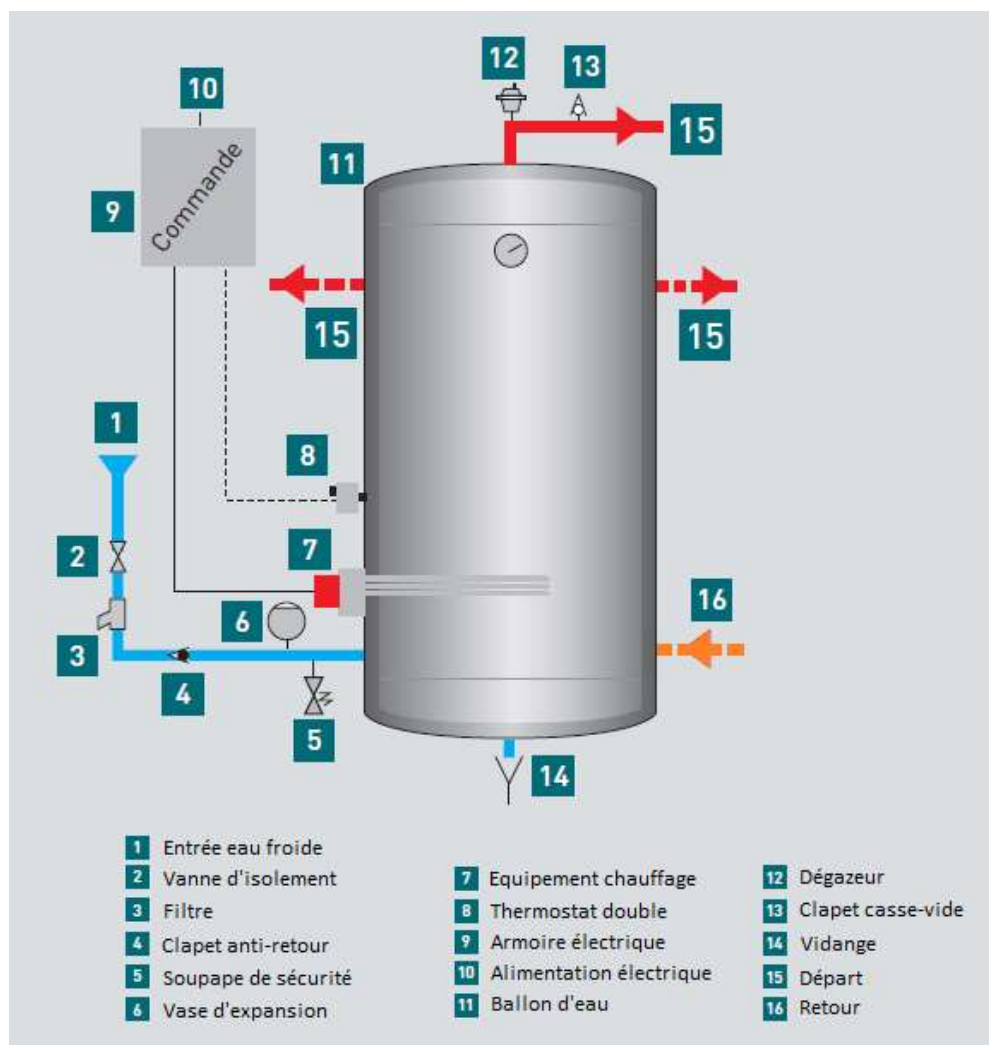 12
13
10
15
11
Commande
9
15
15
1
8
2
7
6
16
3
4
5
14
1 Entrée eau froide
2 Vanne d'isolement
3 Filtre
4 Clapet anti-retour
5 Soupape de sécurité
6 Vase d'expansion
7 Equipement chauffage
8 Thermostat double
9 Armoire électrique
10 Alimentation électrique
11 Ballon d'eau
12 Dégazeur
13 Clapet casse-vide
14 Vidange
15 Départ
16 Retour